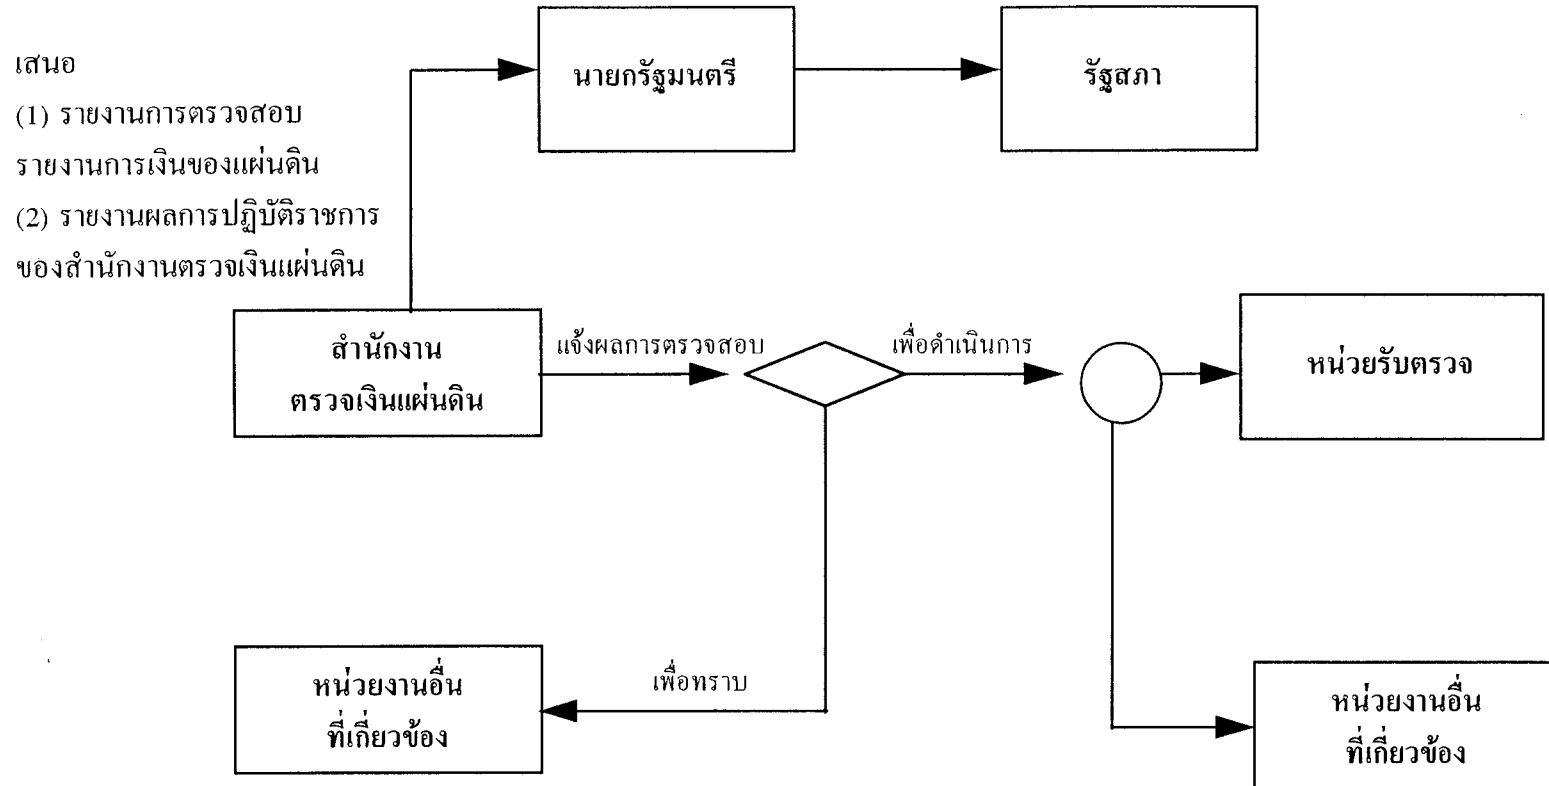 เสนอ
(1) รายงานการตรวจสอบ
รายงานการเงินของแผ่นดิน
(2) รายงานผลการปฏิบัติราชการ
ของสำนักงานตรวจเงินแผ่นดิน
นายกรัฐมนตรี
รัฐสภา
สำนักงาน
ตรวจเงินแผ่นดิน
แจ้งผลการตรวจสอบ
เพื่อดำเนินการ
หน่วยรับตรวจ
หน่วยงานอื่น
ที่เกี่ยวข้อง
เพื่อทราบ
หน่วยงานอื่น
ที่เกี่ยวข้อง